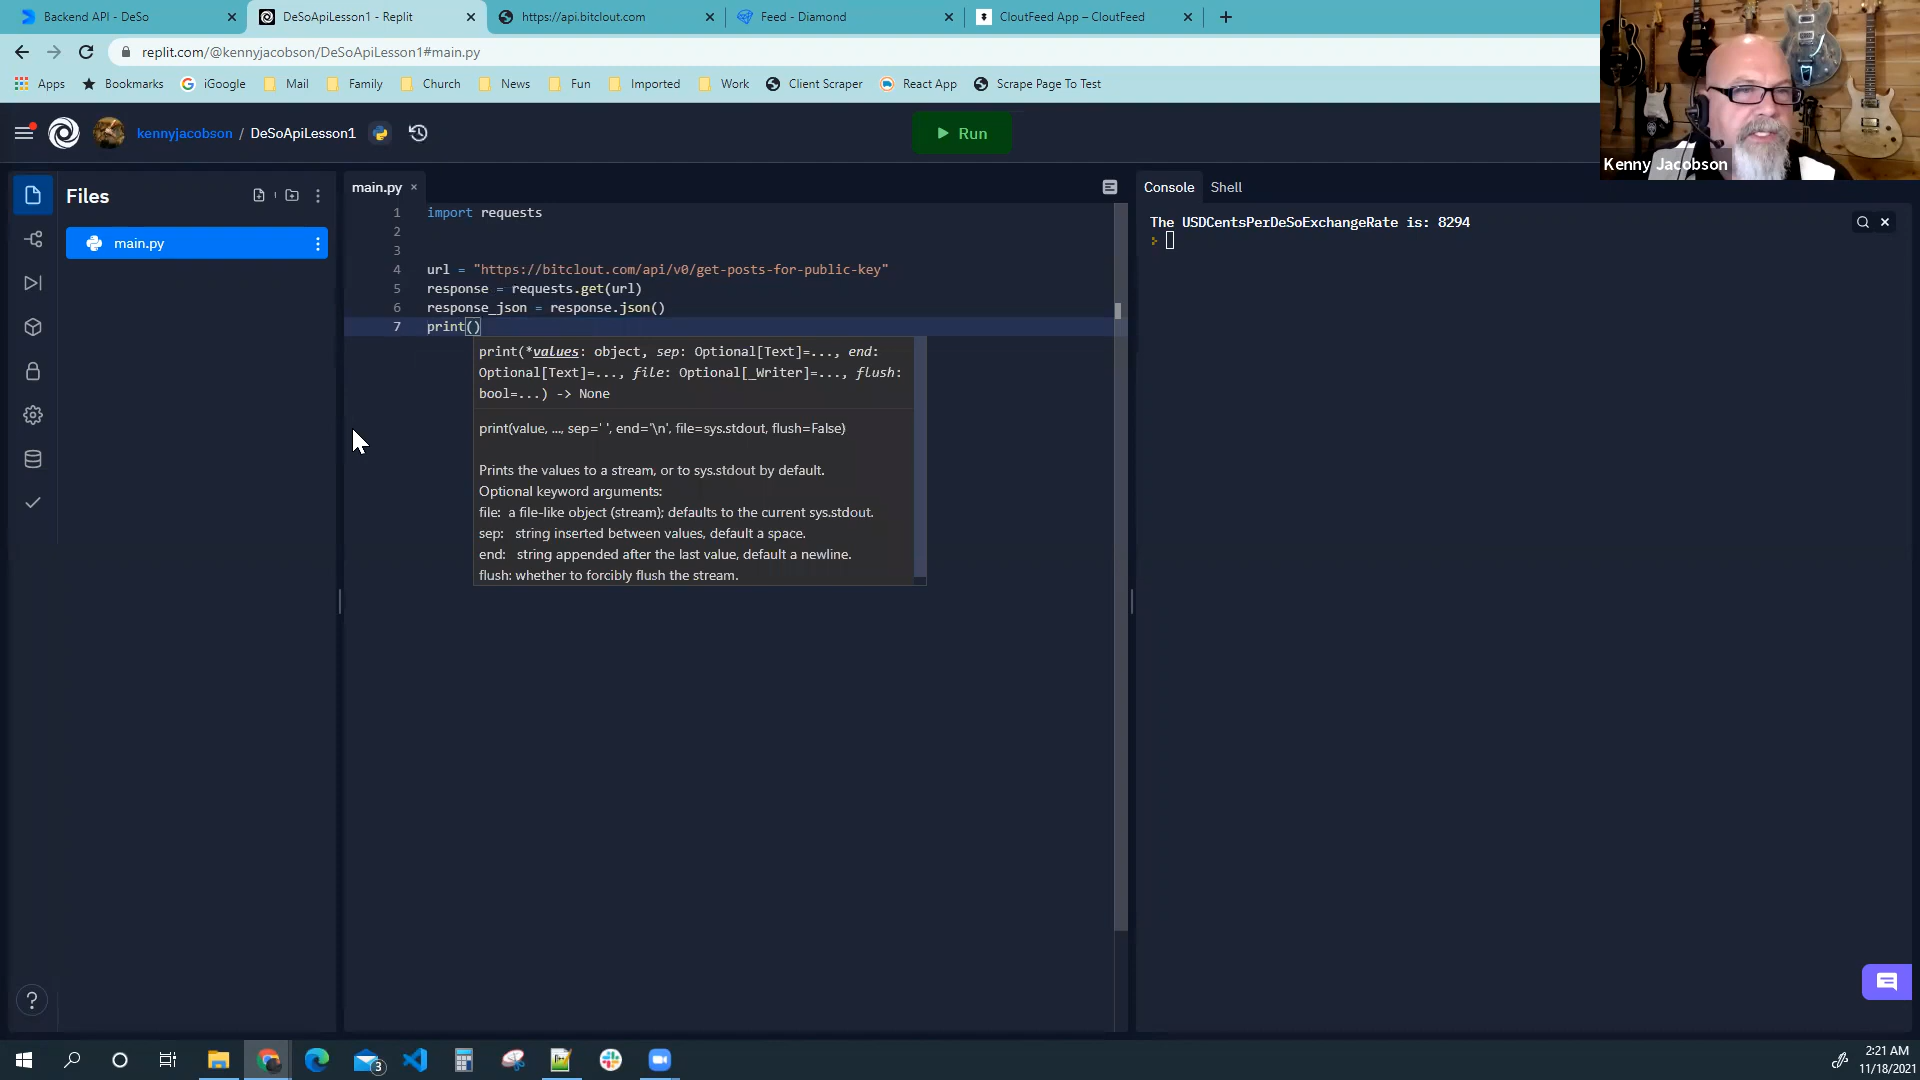 Backend API - DeSo
DeSoApiLesson1 - Replit
https://api.bitclout.com
Feed - Diamond
CloutFeed App – CloutFeed
replit.com/@kennyjacobson/DeSoApiLesson1#main.py
Apps
Bookmarks
iGoogle
Mail
Family
Church
News
Fun
Imported
Work
Client Scraper
React App
Scrape Page To Test
Kenny Jacobson
kennyjacobson / DeSoApiLesson1
Run
Files
main.py
main.py
1 import requests
2
3
4 url = "https://bitclout.com/api/v0/get-posts-for-public-key"
5 response = requests.get(url)
6 response_json = response.json()
7 print()
print(*values: object, sep: Optional[Text]=..., end:
Optional[Text]=..., file: Optional[_Writer]=..., flush:
bool=...) -> None
print(value, ..., sep=' ', end='\n', file=sys.stdout, flush=False)
Prints the values to a stream, or to sys.stdout by default.
Optional keyword arguments:
file: a file-like object (stream); defaults to the current sys.stdout.
sep: string inserted between values, default a space.
end: string appended after the last value, default a newline.
flush: whether to forcibly flush the stream.
Console
Shell
The USDCentsPerDeSoExchangeRate is: 8294
?
3
2:21 AM
11/18/2021